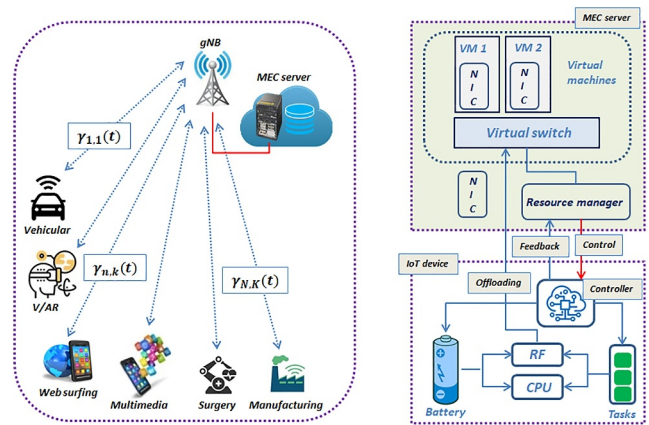 gNB
MEC server
γ1,1(t)
Vehicular
V/AR
γn,k(t)
γN,K(t)
Web surfing
Multimedia
Surgery
Manufacturing
MEC server
VM 1
VM 2
N
I
C
N
I
C
Virtual
machines
Virtual switch
N
I
C
Resource manager
Feedback
Control
IoT device
Offloading
Controller
RF
CPU
Battery
Tasks